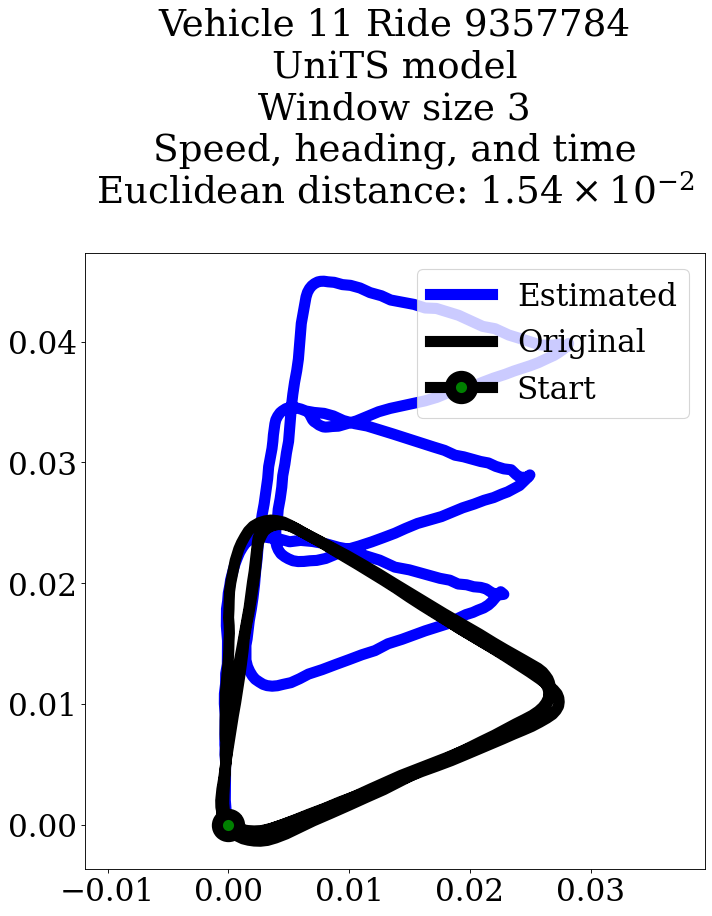 Vehicle 11 Ride 9357784
UniTS model
Window size 3
Speed, heading, and time
Euclidean distance: 1.54 × 10⁻²
Estimated
Original
Start
0.04
0.03
0.02
0.01
0.00
−0.01 0.00 0.01 0.02 0.03